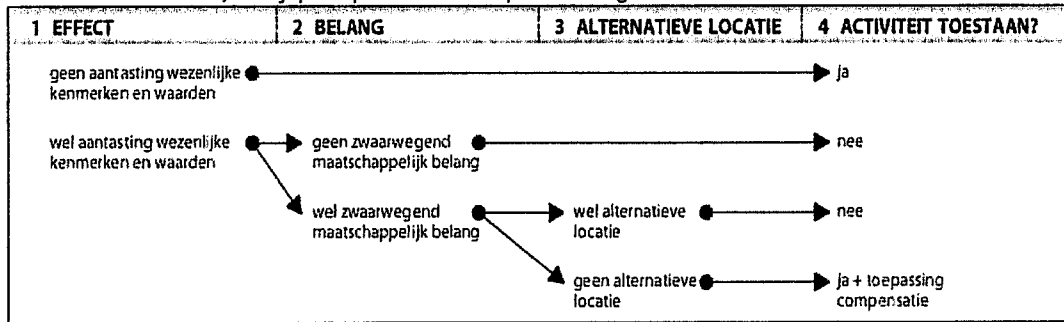 1 EFFECT
2 BELANG
3 ALTERNATIEVE LOCATIE
4 ACTIVITEIT TOESTAAN?
geen aantasting wezenlijke
kenmerken en waarden
ja
wel aantasting wezenlijke
kenmerken en waarden
geen zwaarwegend
maatschappelijk belang
nee
wel zwaarwegend
maatschappelijk belang
wel alternatieve
locatie
nee
geen alternatieve
locatie
ja + toepassing
compensatie